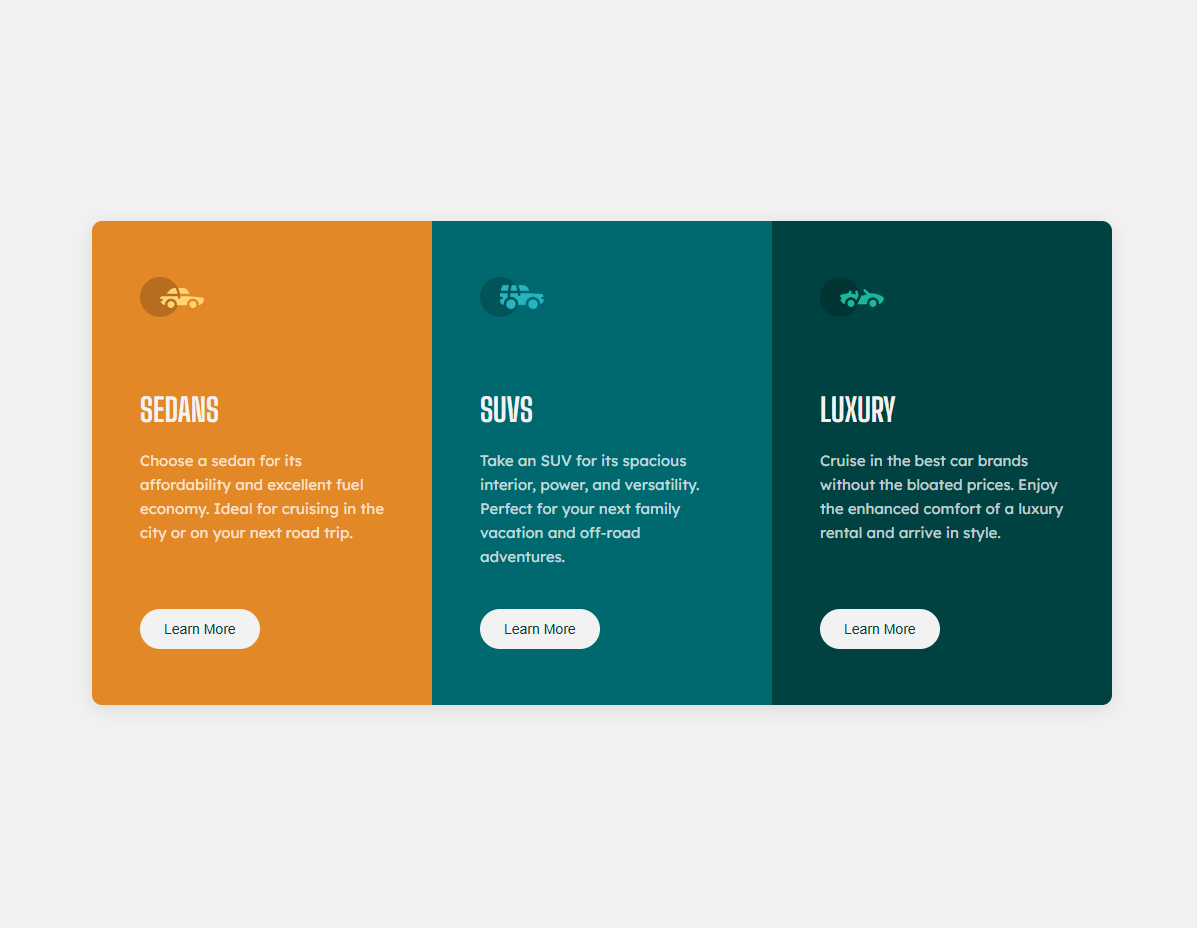 SEDANS
Choose a sedan for its
affordability and excellent fuel
economy. Ideal for cruising in the
city or on your next road trip.
Learn More
SUVS
Take an SUV for its spacious
interior, power, and versatility.
Perfect for your next family
vacation and off-road
adventures.
Learn More
LUXURY
Cruise in the best car brands
without the bloated prices. Enjoy
the enhanced comfort of a luxury
rental and arrive in style.
Learn More